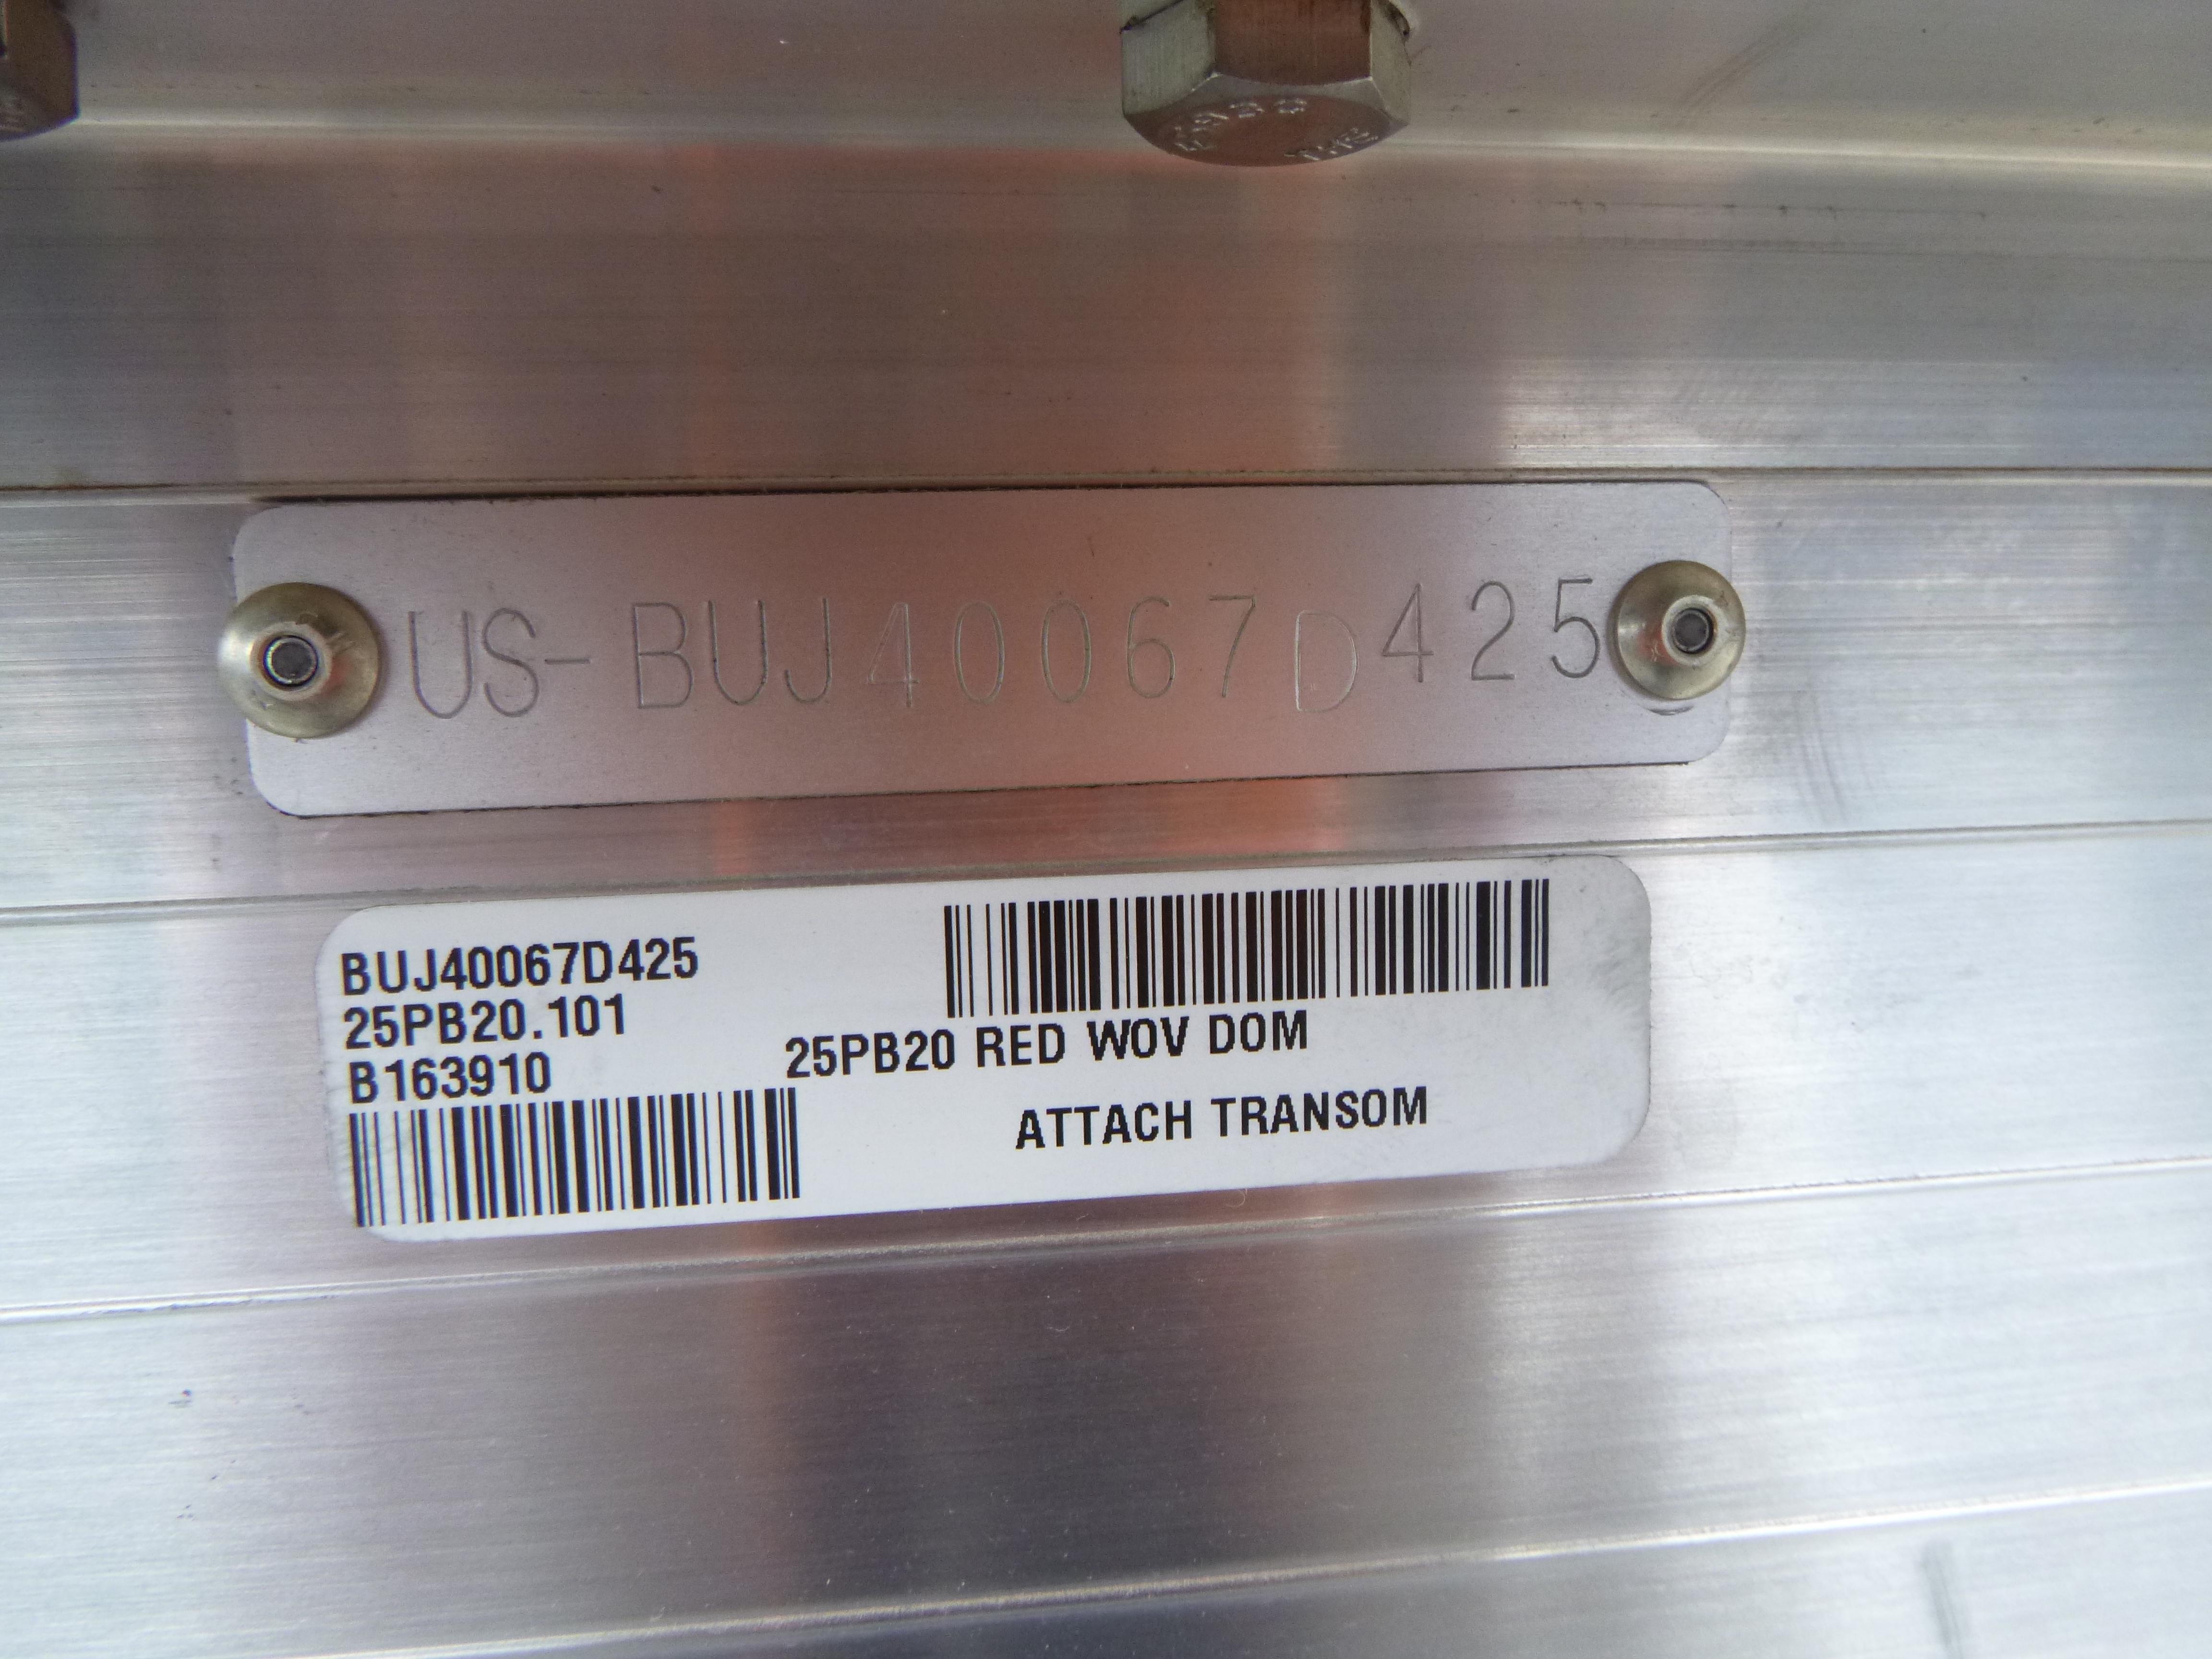 US-BUJ40067D425
BUJ40067D425
25PB20.101
B163910
25PB20 RED WOV DOM
ATTACH TRANSOM